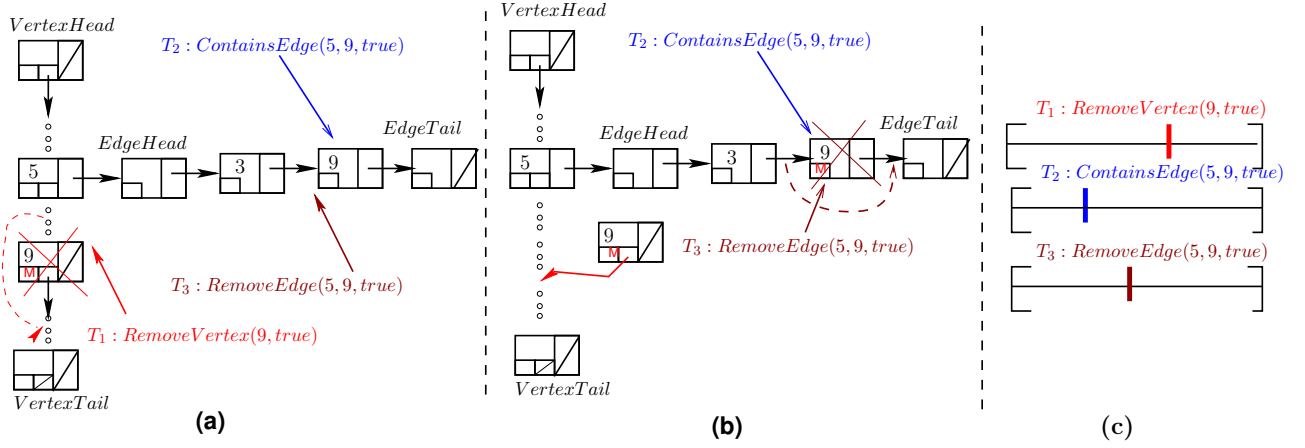 VertexHead
T₂ : ContainsEdge(5, 9, true)
EdgeHead
EdgeTail
5
3
9
9
M
T₃ : RemoveEdge(5, 9, true)
T₁ : RemoveVertex(9, true)
VertexTail
(a)
VertexHead
T₂ : ContainsEdge(5, 9, true)
EdgeHead
EdgeTail
5
3
9
M
9
M
T₃ : RemoveEdge(5, 9, true)
VertexTail
(b)
T₁ : RemoveVertex(9, true)
T₂ : ContainsEdge(5, 9, true)
T₃ : RemoveEdge(5, 9, true)
(c)